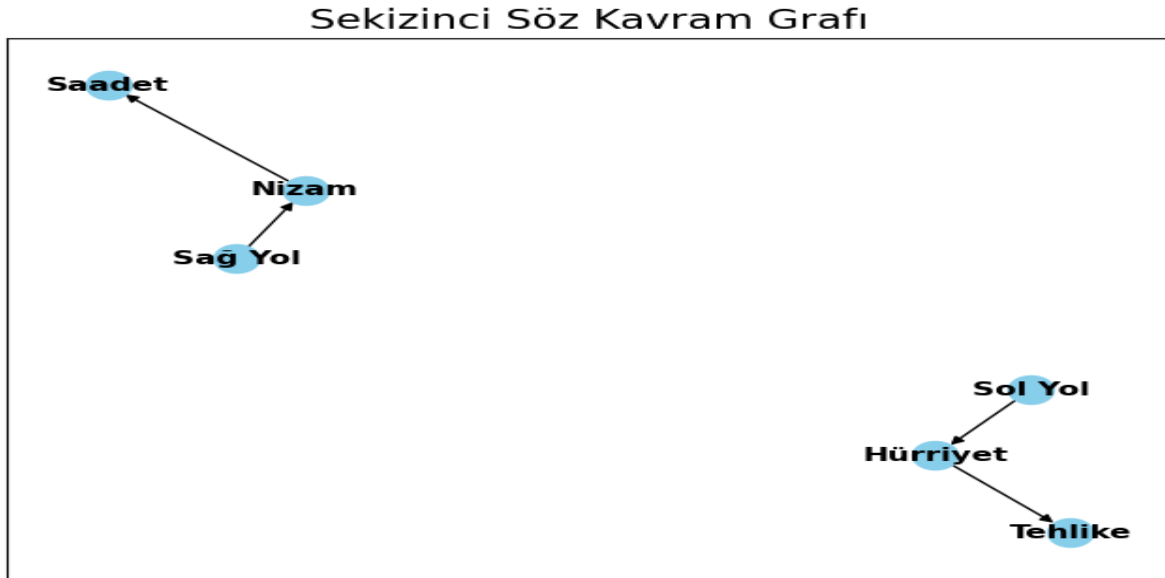 Sekizinci Söz Kavram Grafı
Saadet
Nizam
Sağ Yol
Sol Yol
Hürriyet
Tehlike